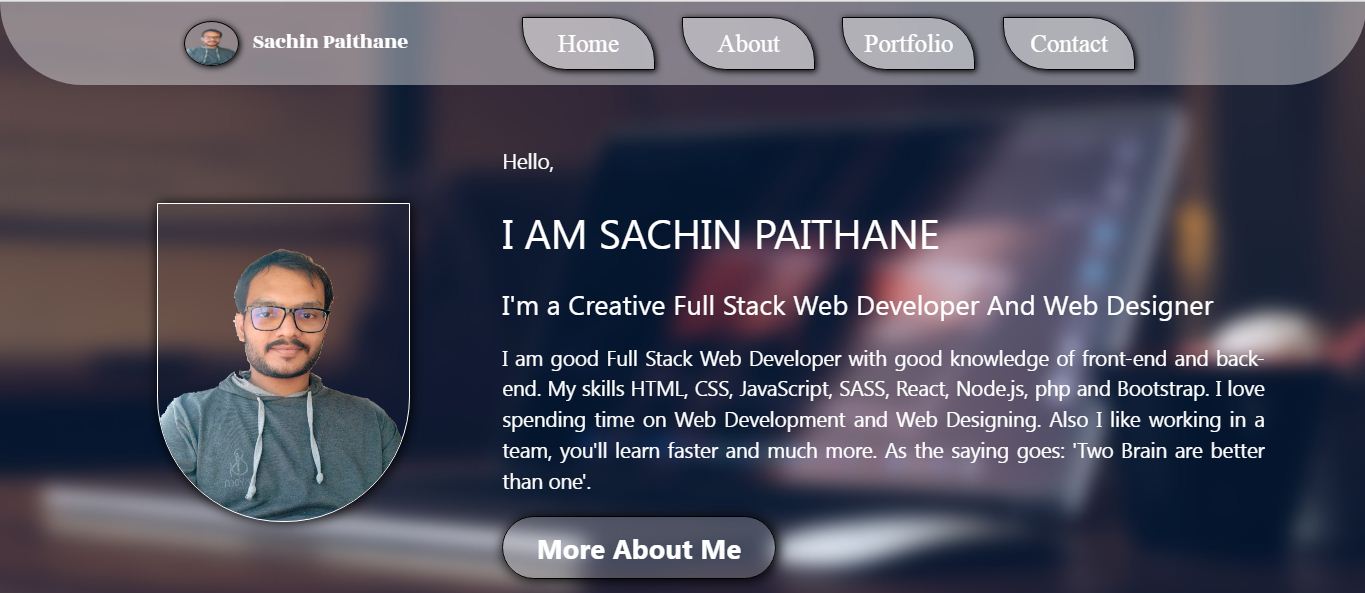 Sachin Paithane
Home
About
Portfolio
Contact
Hello,
I AM SACHIN PAITHANE
I'm a Creative Full Stack Web Developer And Web Designer
I am good Full Stack Web Developer with good knowledge of front-end and back-
end. My skills HTML, CSS, JavaScript, SASS, React, Node.js, php and Bootstrap. I love
spending time on Web Development and Web Designing. Also I like working in a
team, you'll learn faster and much more. As the saying goes: 'Two Brain are better
than one'.
More About Me